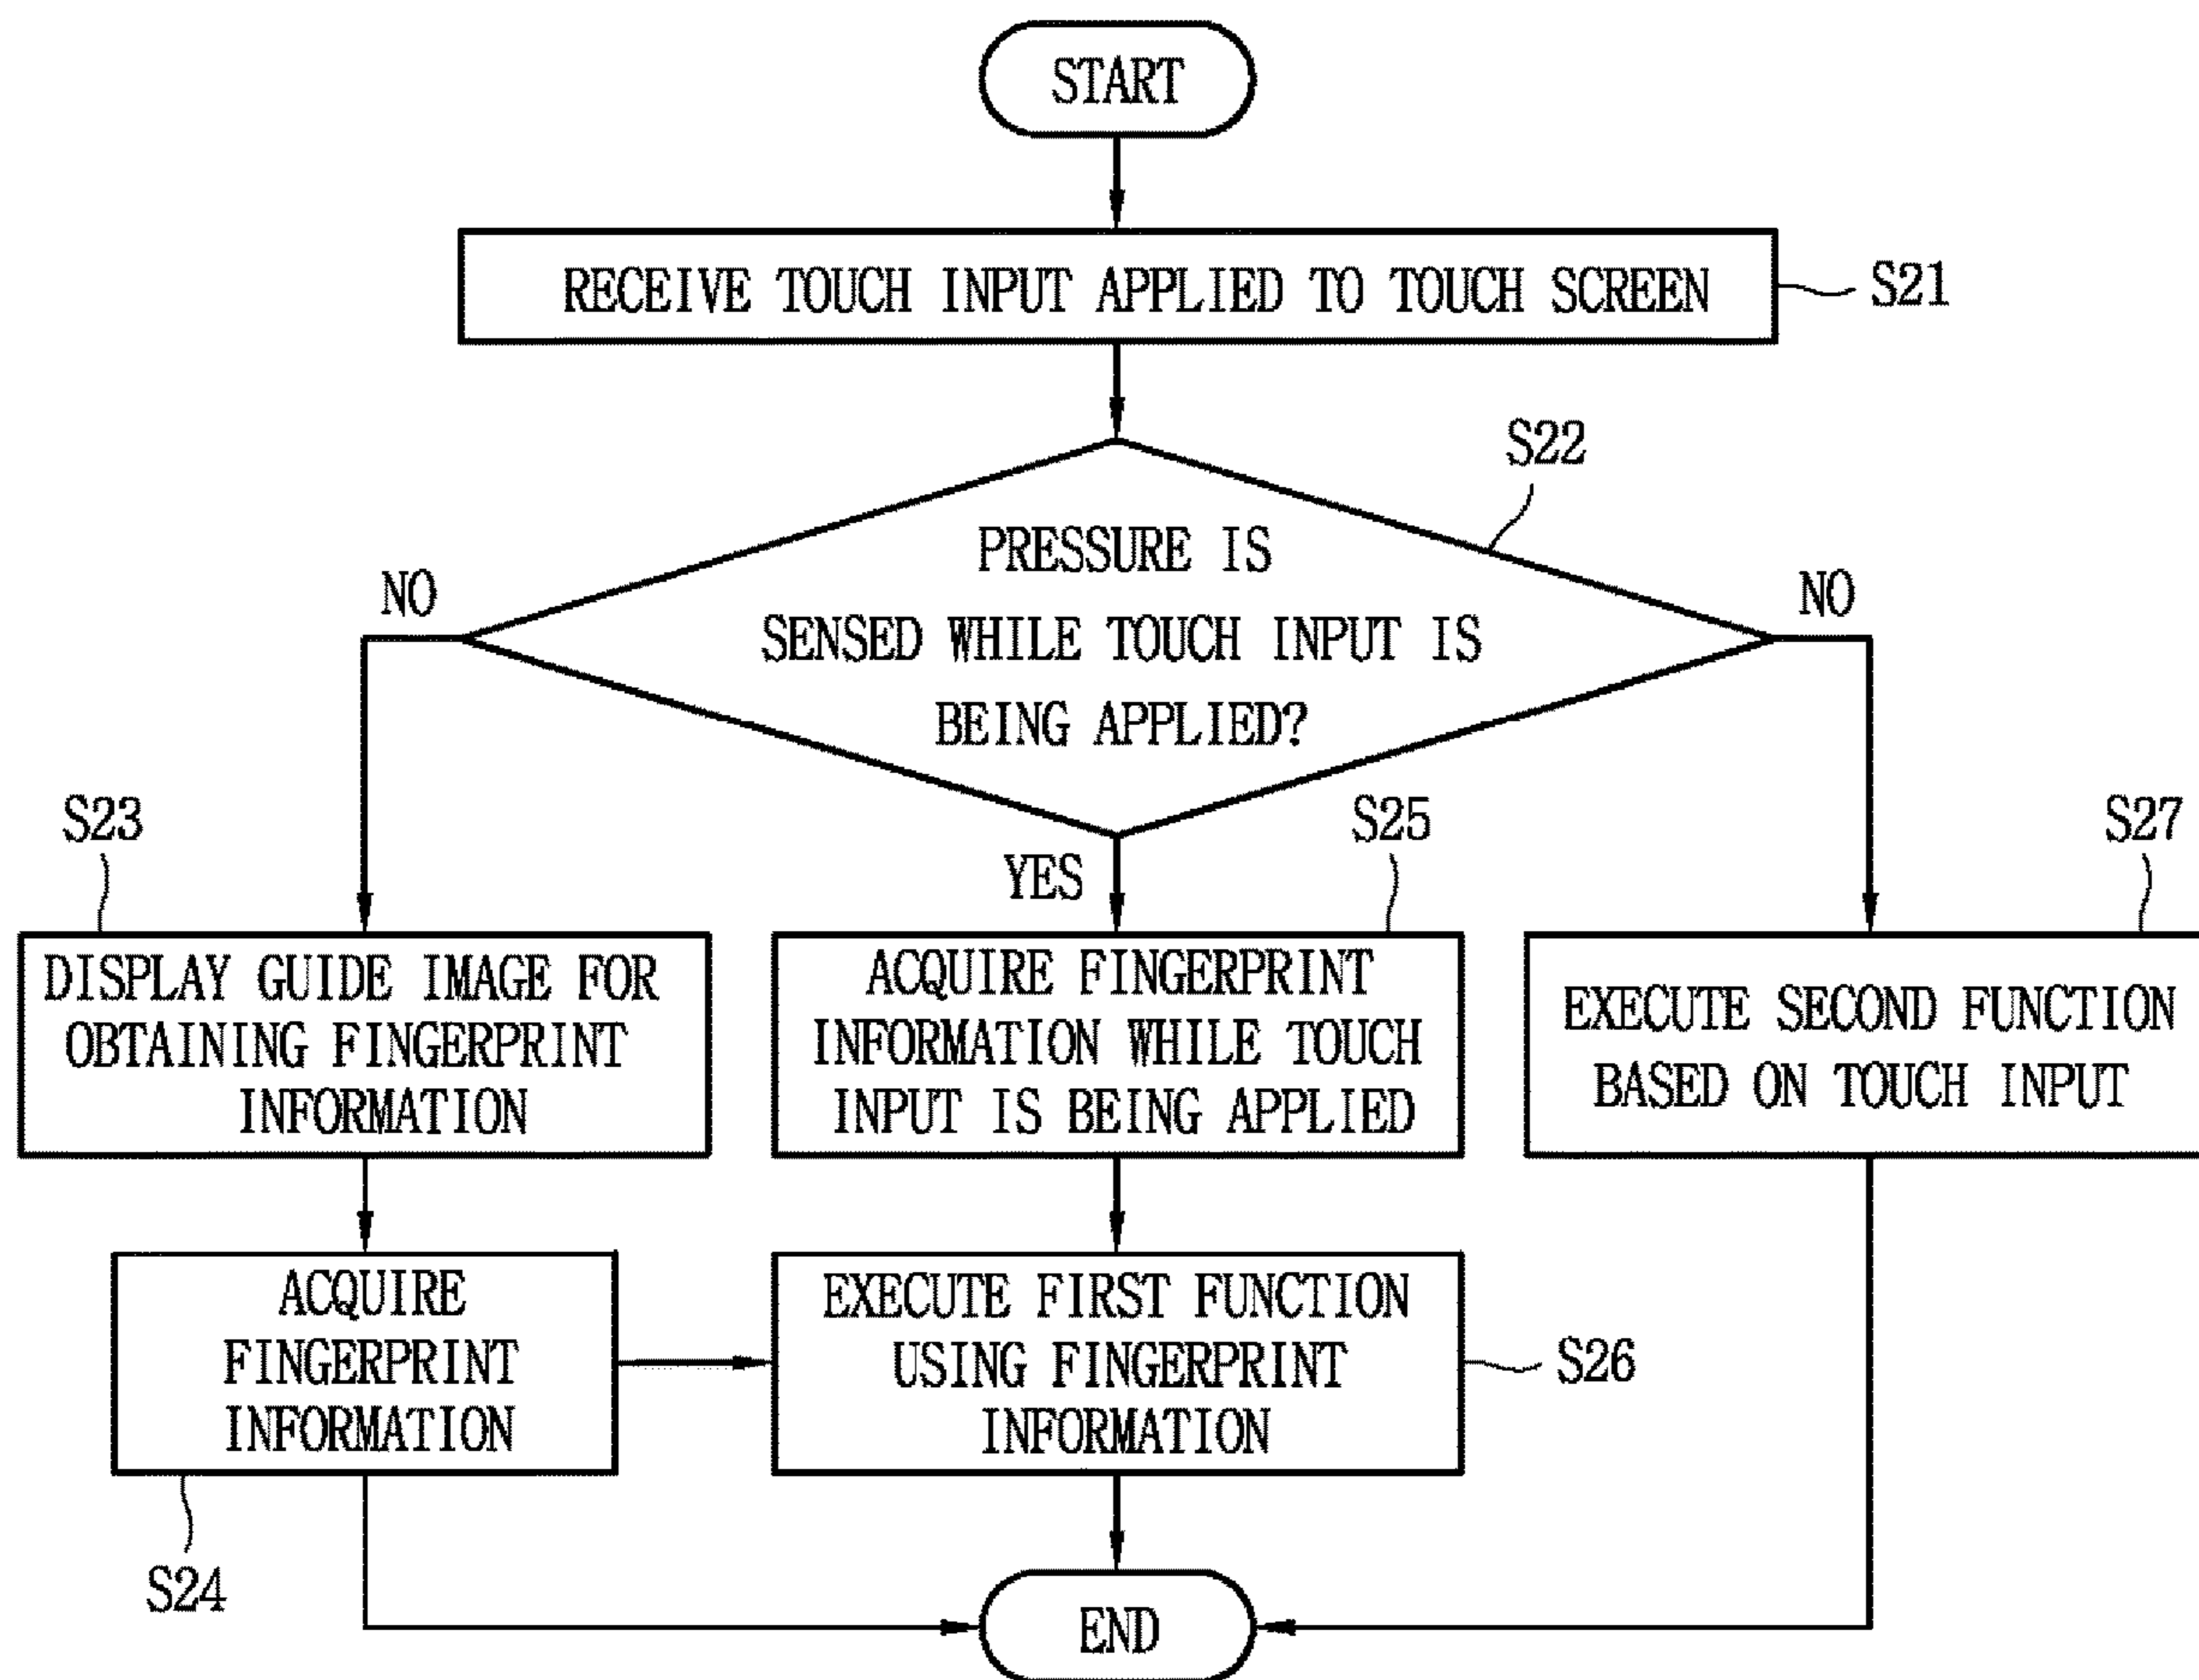 START
RECEIVE TOUCH INPUT APPLIED TO TOUCH SCREEN
S21
S22
PRESSURE IS
SENSED WHILE TOUCH INPUT IS
BEING APPLIED?
NO
NO
YES
S23
DISPLAY GUIDE IMAGE FOR
OBTAINING FINGERPRINT
INFORMATION
S25
ACQUIRE FINGERPRINT
INFORMATION WHILE TOUCH
INPUT IS BEING APPLIED
S27
EXECUTE SECOND FUNCTION
BASED ON TOUCH INPUT
ACQUIRE
FINGERPRINT
INFORMATION
S24
EXECUTE FIRST FUNCTION
USING FINGERPRINT
INFORMATION
S26
END